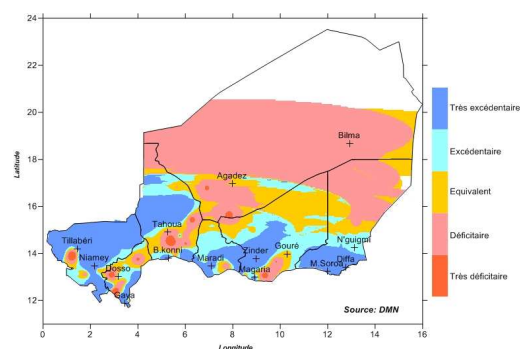 24
22
20
18
16
14
12
Latitude
4
6
8
10
12
14
16
Longitude
Bilma
Agadez
Tahoua
Tillabéri
Niamey
B.konni
Dosso
Gaya
Maradi
Zinder
Gouré
Magaria
N'guigmi
Diffa
M.Soroa
Source: DMN
Très excédentaire
Excédentaire
Equivalent
Déficitaire
Très déficitaire